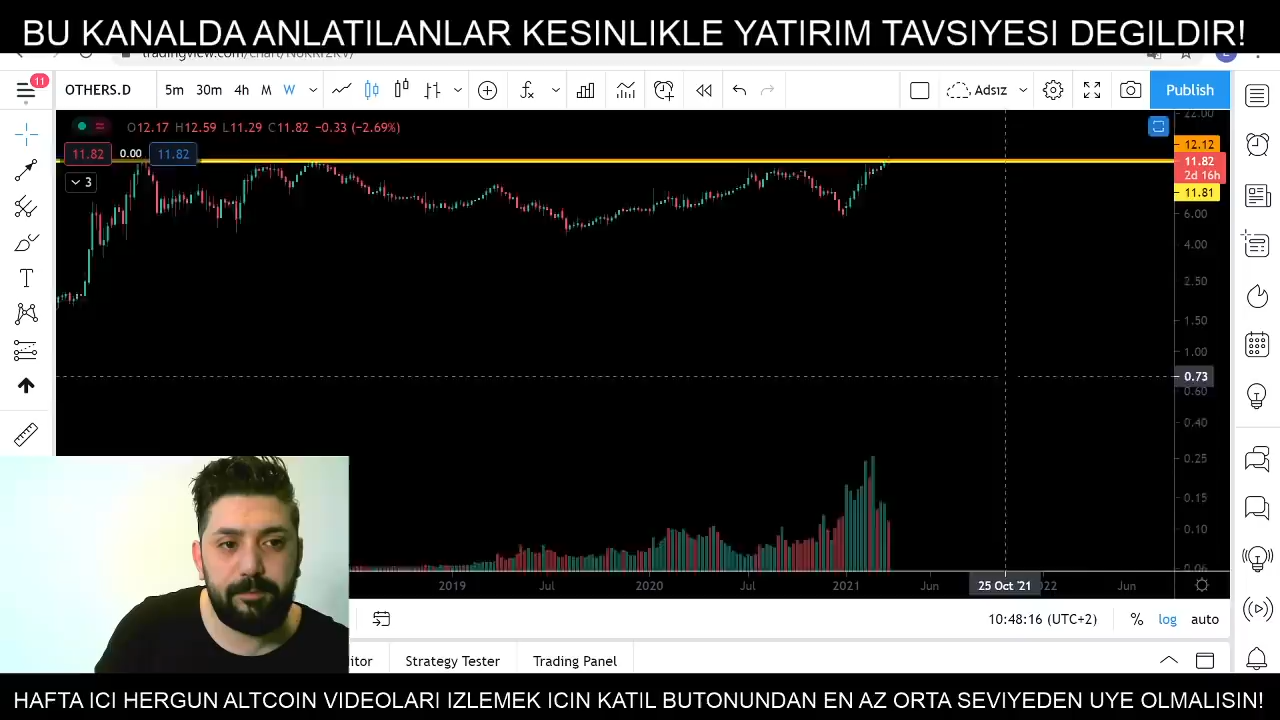 BU KANALDA ANLATILANLAR KESINLIKLE YATIRIM TAVSIYESI DEGILDIR!
11
OTHERS.D
5m 30m 4h M W
Adsız
Publish
O12.17 H12.59 L11.29 C11.82 −0.33 (−2.69%)
11.82 0.00 11.82
3
22.00
12.12
11.82
2d 16h
11.81
6.00
4.00
2.50
1.50
1.00
0.73
0.60
0.40
0.25
0.15
0.10
0.06
2019 Jul 2020 Jul 2021 Jun 25 Oct '21 Jun
10:48:16 (UTC+2) % log auto
Strategy Tester Trading Panel
HAFTA ICI HERGUN ALTCOIN VIDEOLARI IZLEMEK ICIN KATIL BUTONUNDAN EN AZ ORTA SEVIYEDEN UYE OLMALISIN!